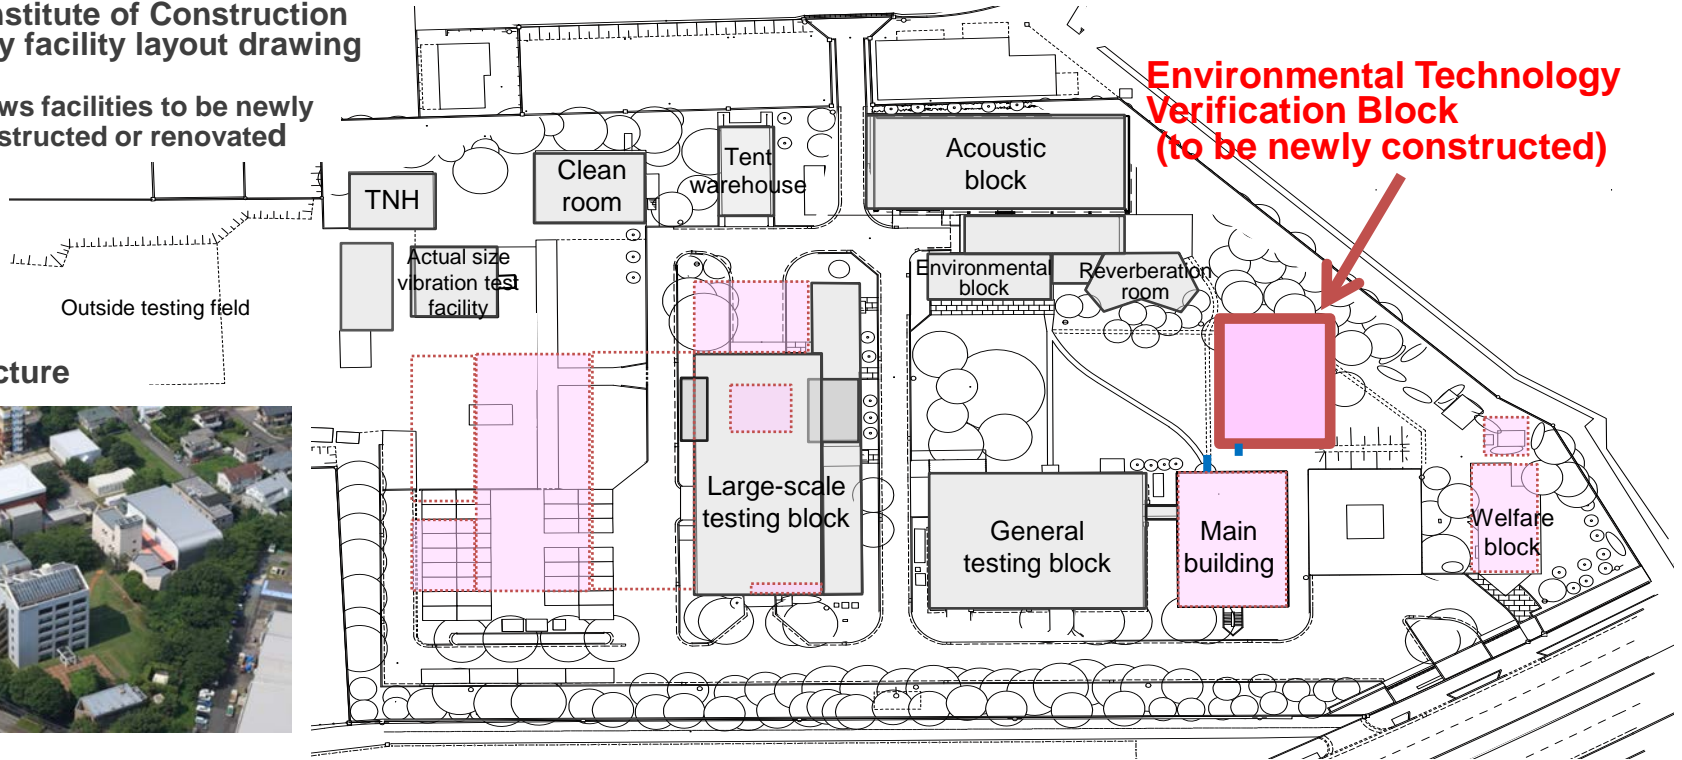 nstitute of Construction
y facility layout drawing
ws facilities to be newly
structed or renovated
Environmental Technology
Verification Block
(to be newly constructed)
Acoustic
block
Tent
warehouse
Clean
room
TNH
Actual size
vibration test
facility
Environmental
block
Reverberation
room
Outside testing field
cture
Large-scale
testing block
General
testing block
Main
building
Welfare
block